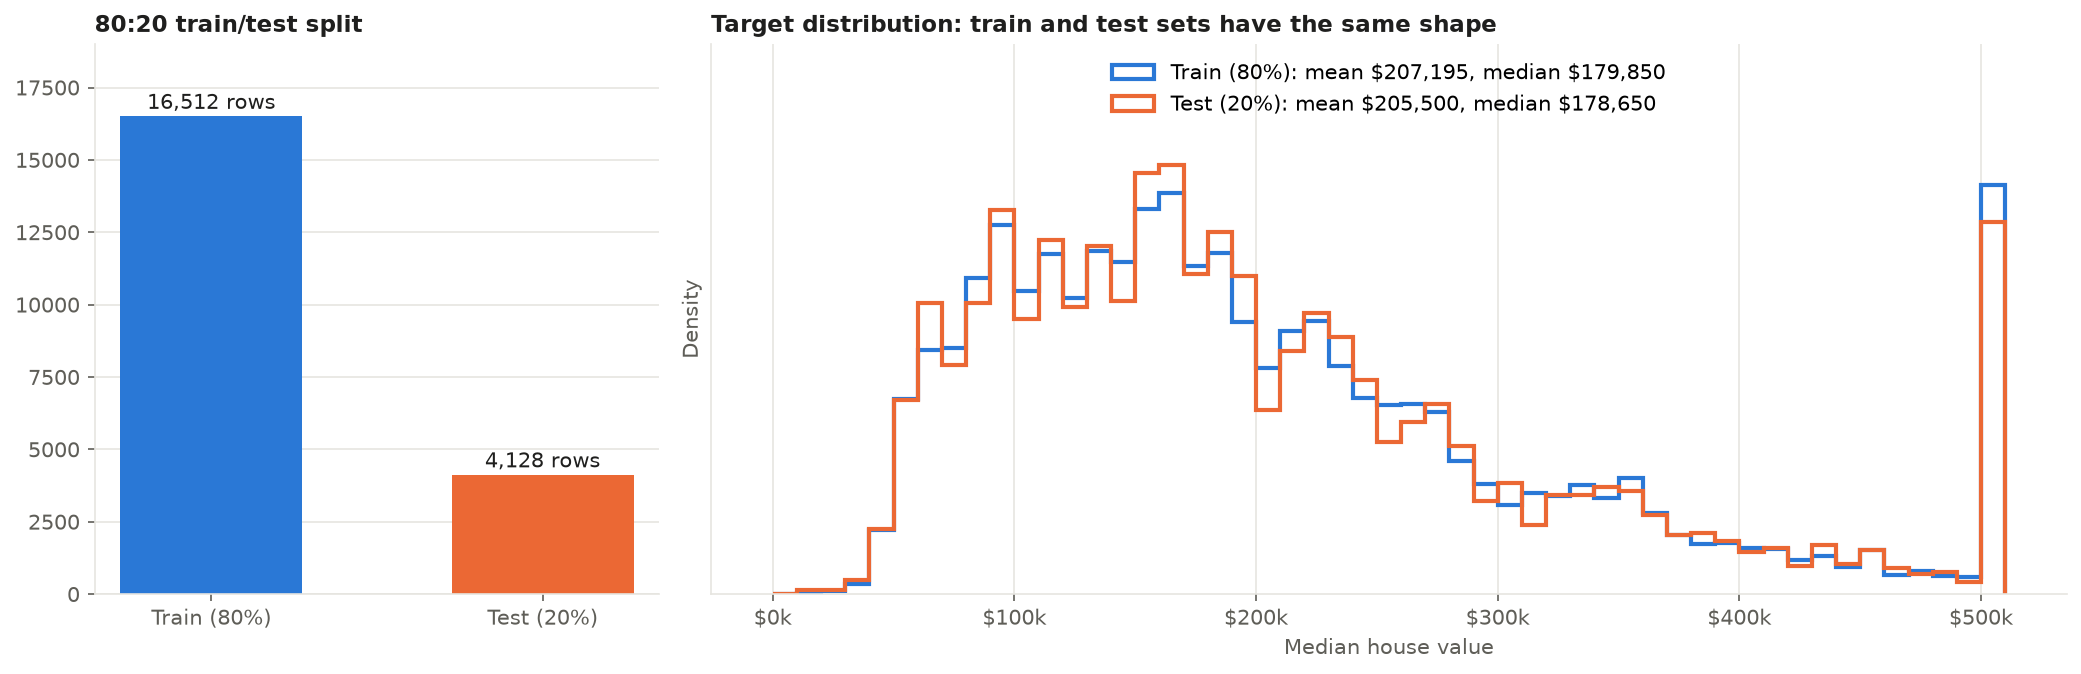 80:20 train/test split
17500
15000
12500
10000
7500
5000
2500
0
16,512 rows
4,128 rows
Train (80%)
Test (20%)
Target distribution: train and test sets have the same shape
Train (80%): mean $207,195, median $179,850
Test (20%): mean $205,500, median $178,650
Density
$0k
$100k
$200k
$300k
$400k
$500k
Median house value